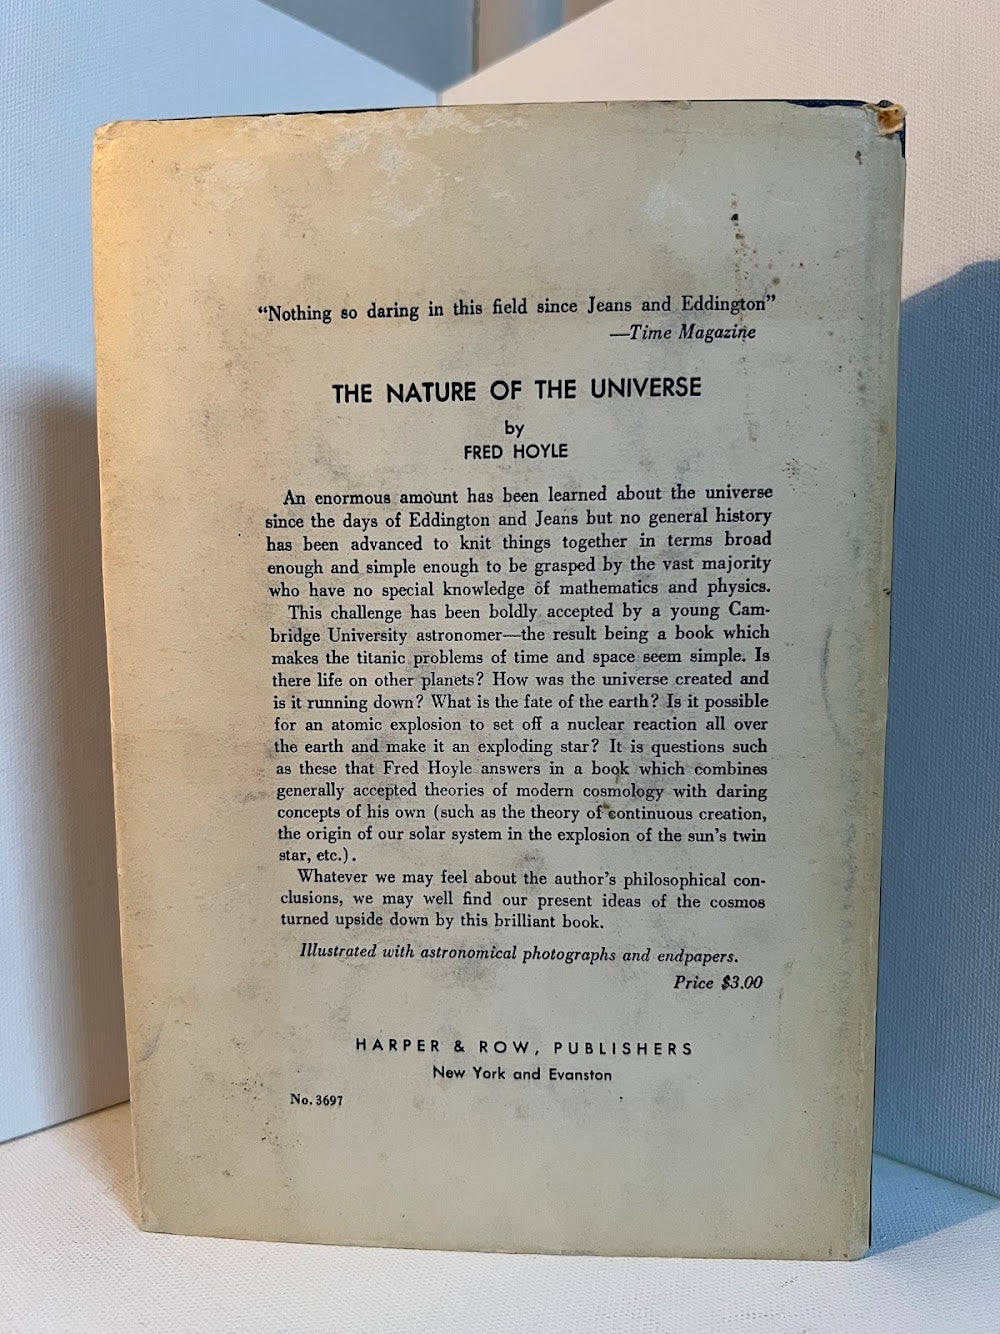 “Nothing so daring in this field since Jeans and Eddington”
—Time Magazine
THE NATURE OF THE UNIVERSE
by
FRED HOYLE
An enormous amount has been learned about the universe
since the days of Eddington and Jeans but no general history
has been advanced to knit things together in terms broad
enough and simple enough to be grasped by the vast majority
who have no special knowledge of mathematics and physics.
This challenge has been boldly accepted by a young Cam-
bridge University astronomer—the result being a book which
makes the titanic problems of time and space seem simple. Is
there life on other planets? How was the universe created and
is it running down? What is the fate of the earth? Is it possible
for an atomic explosion to set off a nuclear reaction all over
the earth and make it an exploding star? It is questions such
as these that Fred Hoyle answers in a book which combines
generally accepted theories of modern cosmology with daring
concepts of his own (such as the theory of continuous creation,
the origin of our solar system in the explosion of the sun’s twin
star, etc.).
Whatever we may feel about the author’s philosophical con-
clusions, we may well find our present ideas of the cosmos
turned upside down by this brilliant book.
Illustrated with astronomical photographs and endpapers.
Price $3.00
HARPER & ROW, PUBLISHERS
New York and Evanston
No. 3697